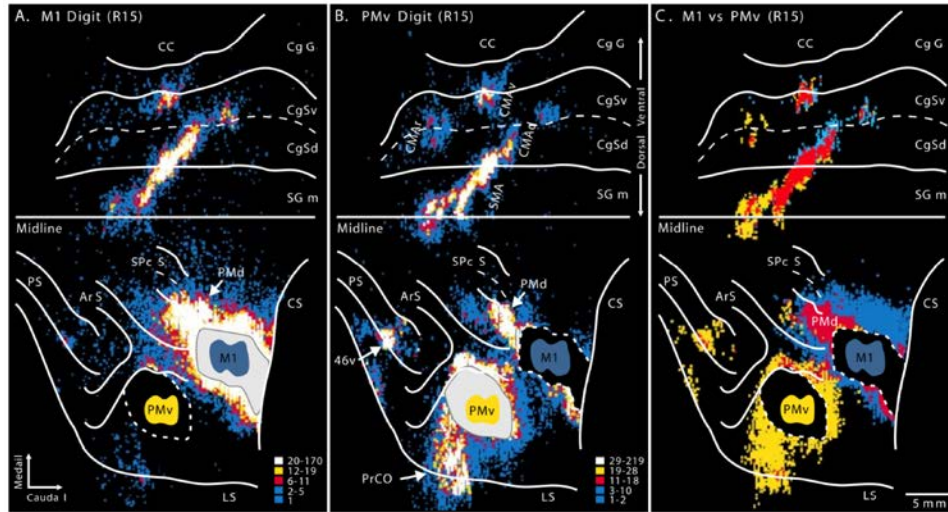 A. M1 Digit (R15)
CC
Cg G
CgSv
CgSd
SG m
Midline
SPc S
PMd
PS
ArS
CS
M1
PMv
Medail
Cauda l
LS
20-170
12-19
6-11
2-5
1
B. PMv Digit (R15)
CC
Cg G
CMAv
CgSv
CMAr
CMAd
CgSd
SMA
SG m
Dorsal
Ventral
SPc S
PMd
PS
ArS
CS
46v
M1
PMv
PrCO
LS
29-219
19-28
11-18
3-10
1-2
C. M1 vs PMv (R15)
CC
Cg G
CgSv
CgSd
SG m
SPc S
PS
ArS
PMd
CS
M1
PMv
LS
5 mm